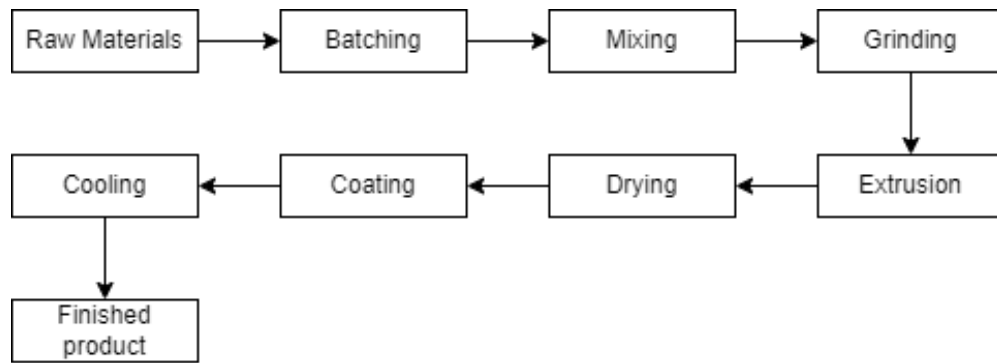 Raw Materials
Batching
Mixing
Grinding
Extrusion
Drying
Coating
Cooling
Finished
product